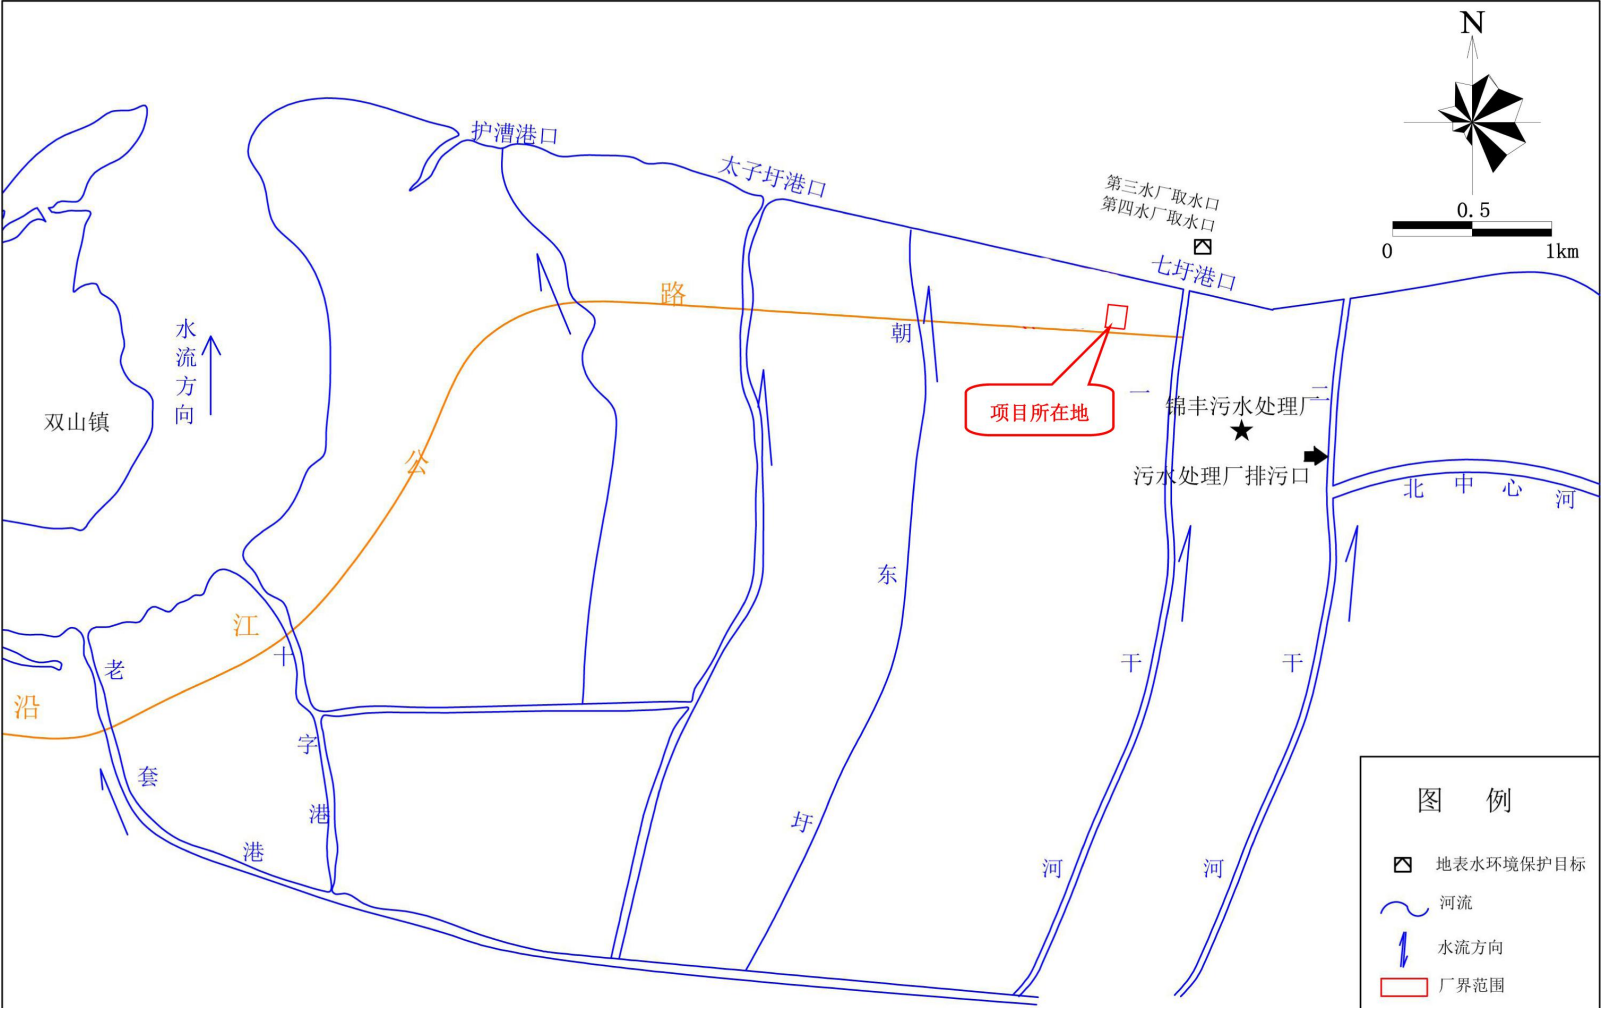 N
0.5
0
1km
护漕港口
太子圩港口
第三水厂取水口
第四水厂取水口
七圩港口
水流方向
双山镇
沿江公路
朝东圩
一干河
二干河
项目所在地
锦丰污水处理厂
污水处理厂排污口
北中心河
老套港
十字港
图 例
地表水环境保护目标
河流
水流方向
厂界范围